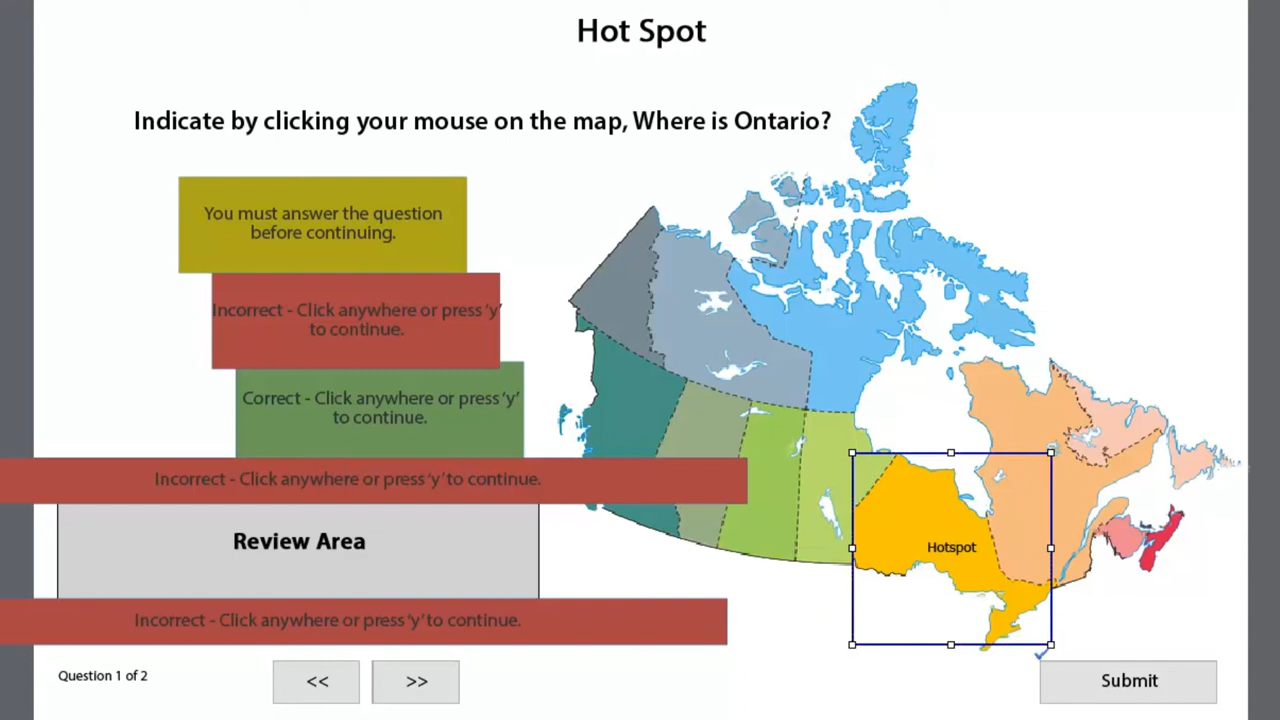 Hot Spot
Indicate by clicking your mouse on the map, Where is Ontario?
You must answer the question
before continuing.
Incorrect - Click anywhere or press ‘y’
to continue.
Correct - Click anywhere or press ‘y’
to continue.
Incorrect - Click anywhere or press ‘y’ to continue.
Review Area
Hotspot
Incorrect - Click anywhere or press ‘y’ to continue.
Question 1 of 2
<<
>>
Submit